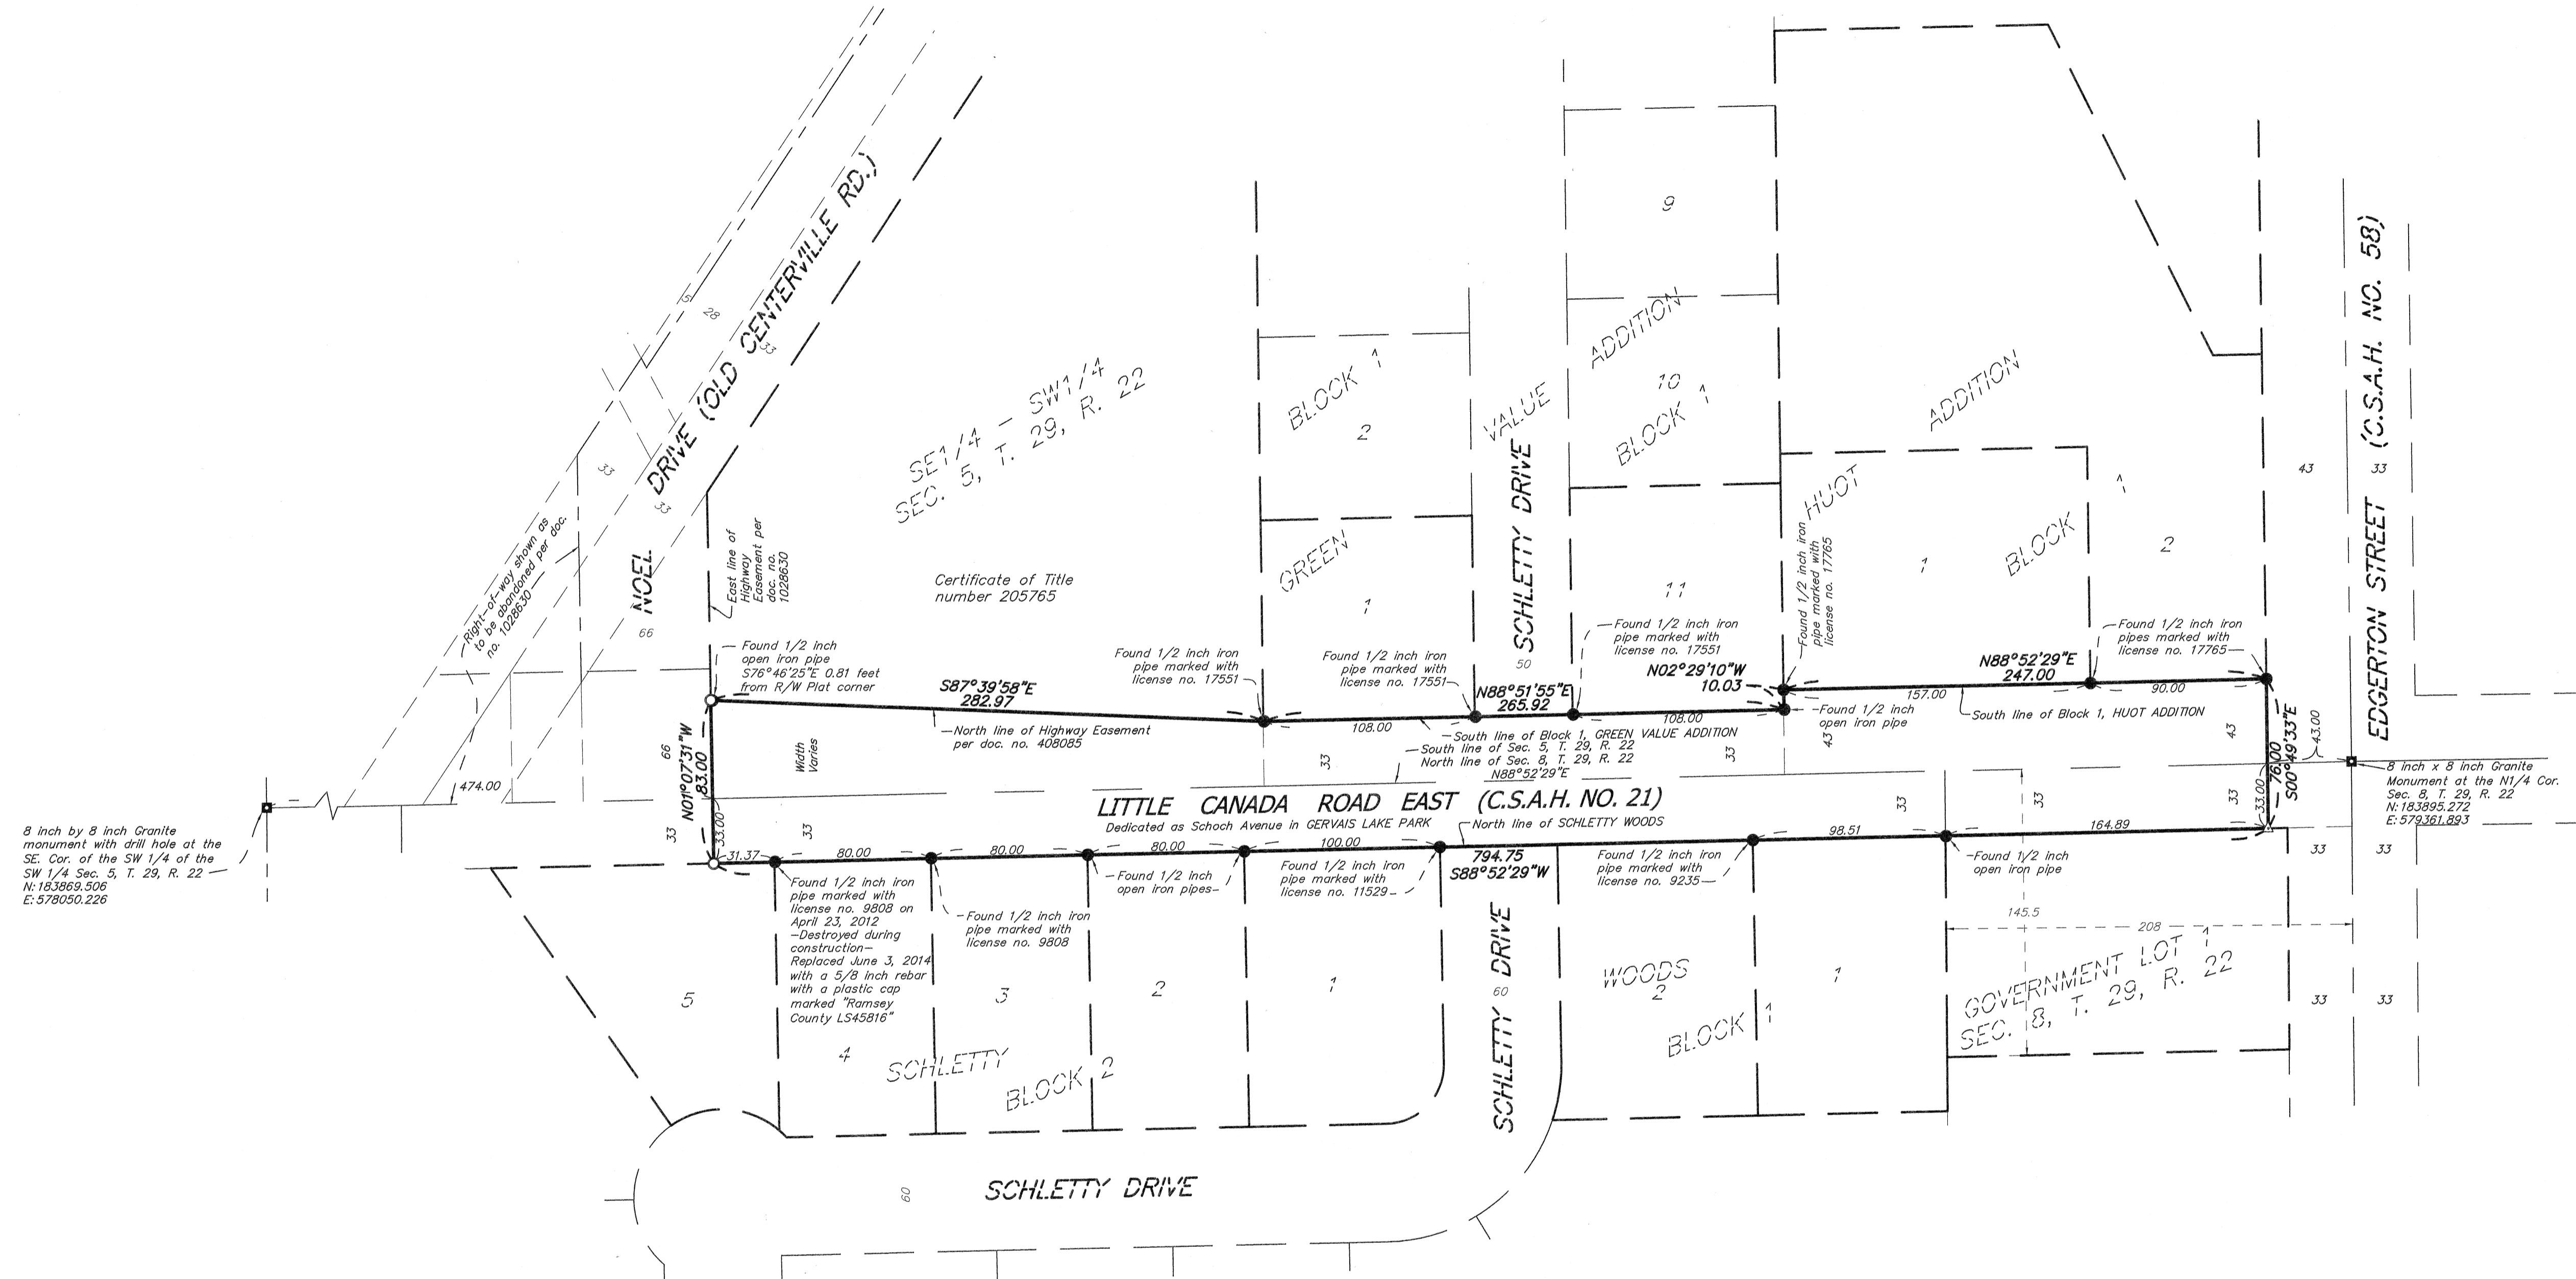 5
28
33
33
33
DRIVE (OLD CENTERVILLE RD.)
NOEL
66
Right-of-way shown as
to be abandoned per doc.
no. 1028630
East line of
Highway
Easement per
doc. no.
1028630
SE1/4 - SW1/4
SEC. 5, T. 29, R. 22
Certificate of Title
number 205765
BLOCK 1
2
GREEN
1
VALUE
ADDITION
9
10
BLOCK 1
11
SCHLETTY DRIVE
50
HUOT
ADDITION
BLOCK
1
1
2
43
33
EDGERTON STREET (C.S.A.H. NO. 58)
Found 1/2 inch
open iron pipe
S76°46'25"E 0.81 feet
from R/W Plat corner
S87°39'58"E
282.97
North line of Highway Easement
per doc. no. 408085
Found 1/2 inch iron
pipe marked with
license no. 17551
Found 1/2 inch iron
pipe marked with
license no. 17551
N88°51'55"E
265.92
108.00
108.00
Found 1/2 inch iron
pipe marked with
license no. 17551
N02°29'10"W
10.03
Found 1/2 inch iron
pipe marked with
license no. 17765
Found 1/2 inch
open iron pipe
N88°52'29"E
247.00
157.00
90.00
Found 1/2 inch iron
pipes marked with
license no. 17765
South line of Block 1, HUOT ADDITION
South line of Block 1, GREEN VALUE ADDITION
South line of Sec. 5, T. 29, R. 22
North line of Sec. 8, T. 29, R. 22
N88°52'29"E
33
33
43
43
76.00
S00°49'33"E
43.00
33.00
8 inch x 8 inch Granite
Monument at the N1/4 Cor.
Sec. 8, T. 29, R. 22
N:183895.272
E:579361.893
8 inch by 8 inch Granite
monument with drill hole at the
SE. Cor. of the SW 1/4 of the
SW 1/4 Sec. 5, T. 29, R. 22
N:183869.506
E:578050.226
474.00
66
N01°07'31"W
83.00
33
33.00
Width
Varies
33
LITTLE CANADA ROAD EAST (C.S.A.H. NO. 21)
Dedicated as Schoch Avenue in GERVAIS LAKE PARK
North line of SCHLETTY WOODS
33
33
33
31.37
80.00
80.00
80.00
100.00
794.75
S88°52'29"W
98.51
164.89
Found 1/2 inch iron
pipe marked with
license no. 9808 on
April 23, 2012
-Destroyed during
construction-
Replaced June 3, 2014
with a 5/8 inch rebar
with a plastic cap
marked "Ramsey
County LS45816"
Found 1/2 inch iron
pipe marked with
license no. 9808
Found 1/2 inch
open iron pipes
Found 1/2 inch iron
pipe marked with
license no. 11529
Found 1/2 inch iron
pipe marked with
license no. 9235
Found 1/2 inch
open iron pipe
33
33
5
4
3
2
1
SCHLETTY
BLOCK 2
SCHLETTY DRIVE
60
WOODS
2
BLOCK 1
1
145.5
208
GOVERNMENT LOT 1
SEC. 8, T. 29, R. 22
33
33
60
SCHLETTY DRIVE